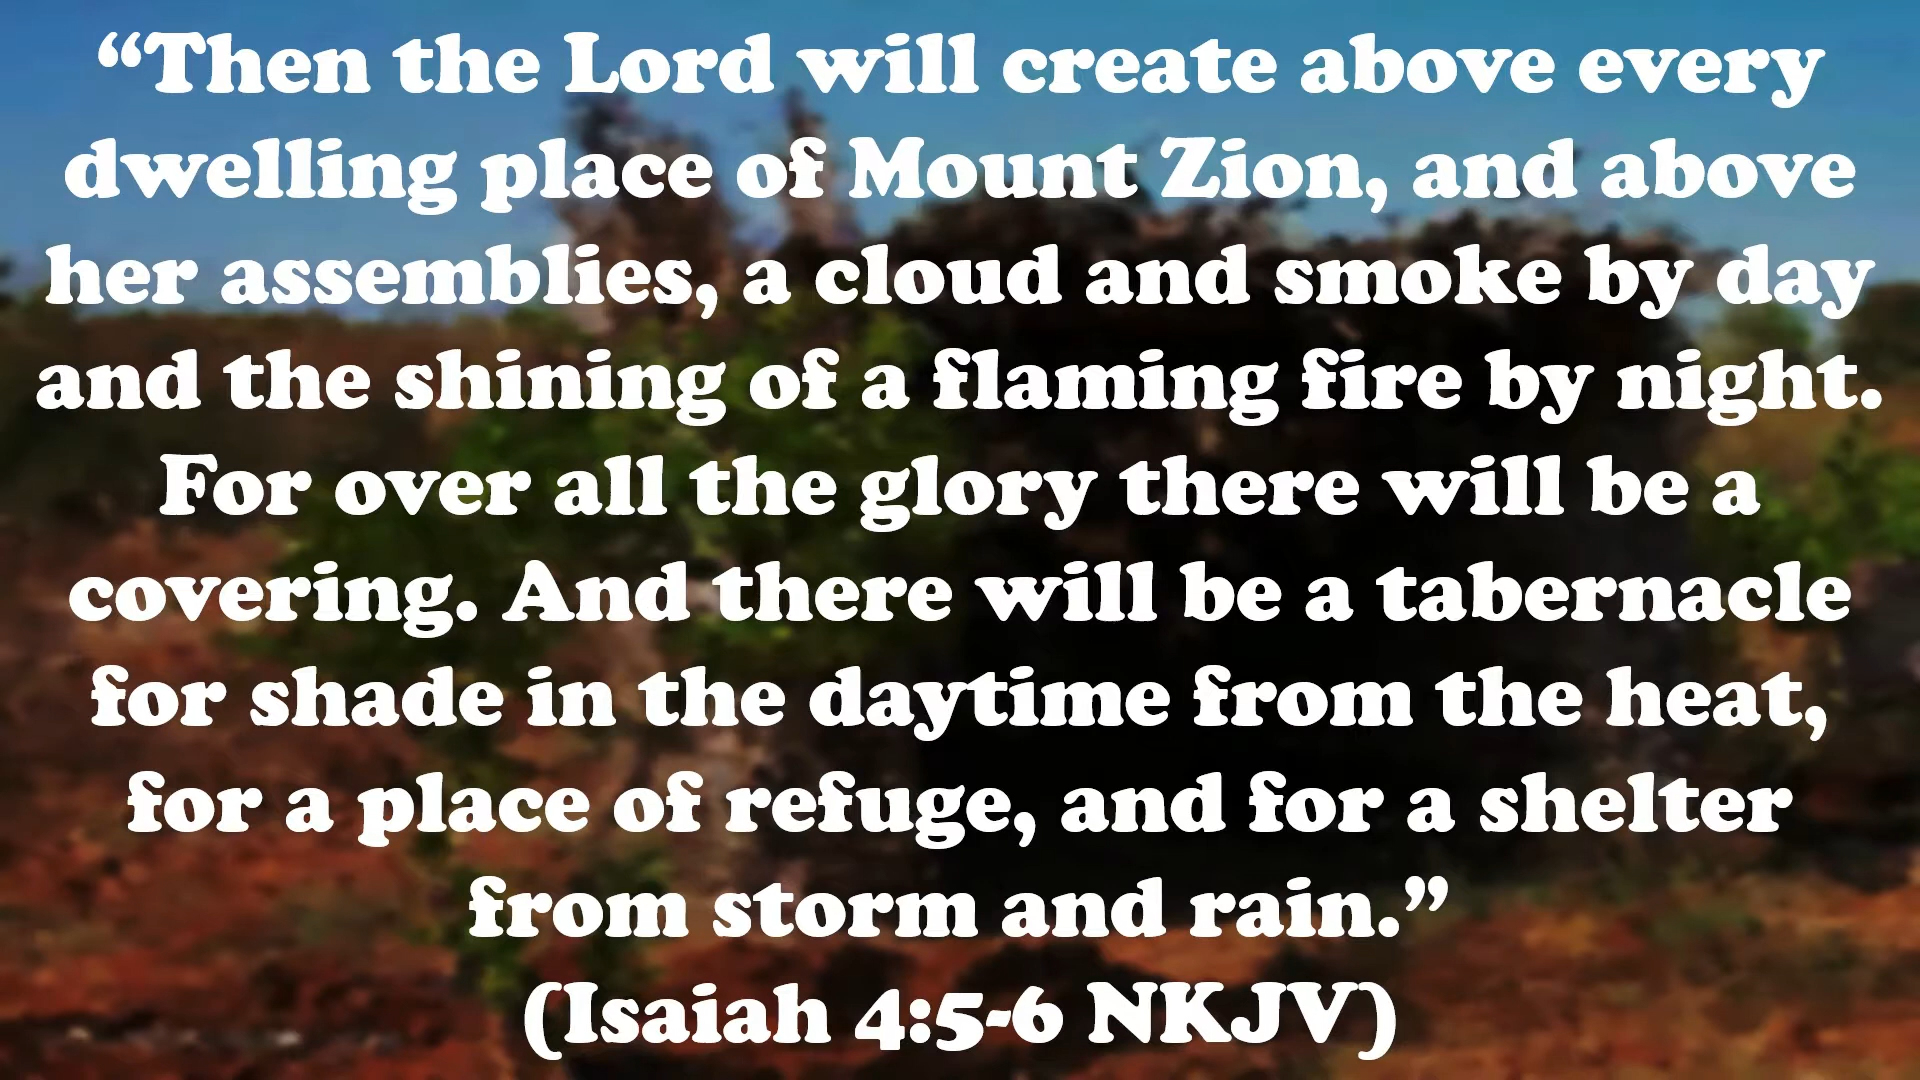 “Then the Lord will create above every
dwelling place of Mount Zion, and above
her assemblies, a cloud and smoke by day
and the shining of a flaming fire by night.
For over all the glory there will be a
covering. And there will be a tabernacle
for shade in the daytime from the heat,
for a place of refuge, and for a shelter
from storm and rain.”
(Isaiah 4:5-6 NKJV)